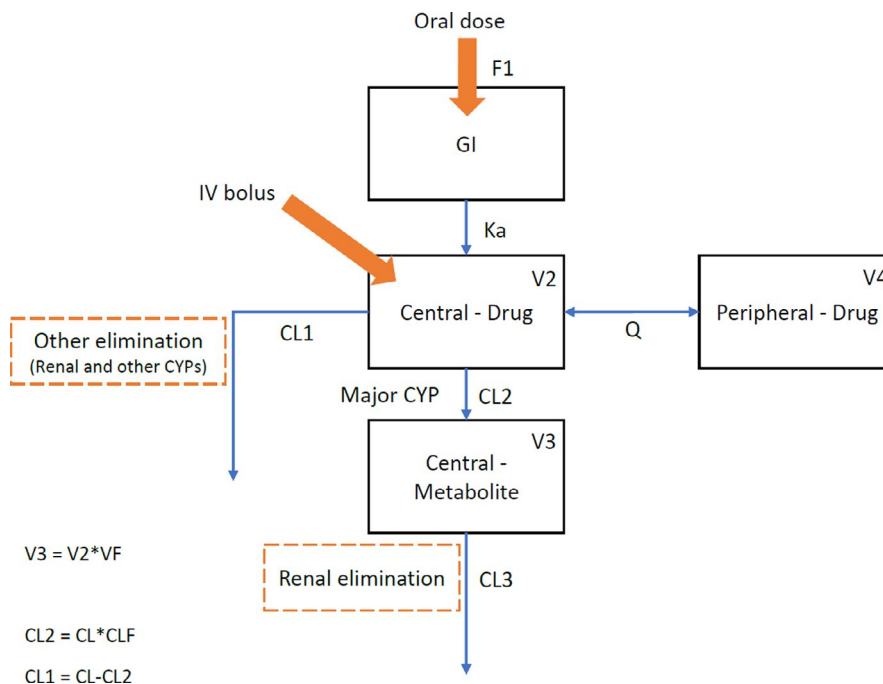 Oral dose
F1
GI
IV bolus
Ka
V2
Central - Drug
V4
Peripheral - Drug
Q
CL1
Other elimination
(Renal and other CYPs)
Major CYP
CL2
V3
Central -
Metabolite
Renal elimination
CL3
V3 = V2*VF
CL2 = CL*CLF
CL1 = CL-CL2